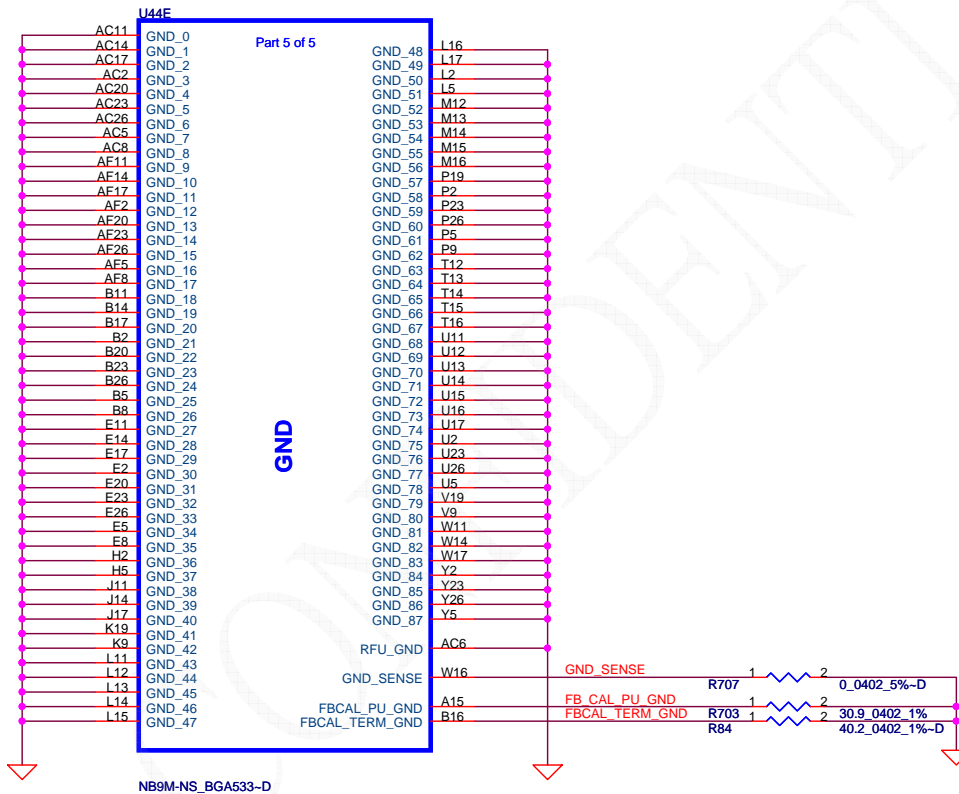 U44E
Part 5 of 5
AC11 GND_0
AC14 GND_1
AC17 GND_2
AC2 GND_3
AC20 GND_4
AC23 GND_5
AC26 GND_6
AC5 GND_7
AC8 GND_8
AF11 GND_9
AF14 GND_10
AF17 GND_11
AF2 GND_12
AF20 GND_13
AF23 GND_14
AF26 GND_15
AF5 GND_16
AF8 GND_17
B11 GND_18
B14 GND_19
B17 GND_20
B2 GND_21
B20 GND_22
B23 GND_23
B26 GND_24
B5 GND_25
B8 GND_26
E11 GND_27
E14 GND_28
E17 GND_29
E2 GND_30
E20 GND_31
E23 GND_32
E26 GND_33
E5 GND_34
E8 GND_35
H2 GND_36
H5 GND_37
J11 GND_38
J14 GND_39
J17 GND_40
K19 GND_41
K9 GND_42
L11 GND_43
L12 GND_44
L13 GND_45
L14 GND_46
L15 GND_47
GND
GND_48 L16
GND_49 L17
GND_50 L2
GND_51 L5
GND_52 M12
GND_53 M13
GND_54 M14
GND_55 M15
GND_56 M16
GND_57 P19
GND_58 P2
GND_59 P23
GND_60 P26
GND_61 P5
GND_62 P9
GND_63 T12
GND_64 T13
GND_65 T14
GND_66 T15
GND_67 T16
GND_68 U11
GND_69 U12
GND_70 U13
GND_71 U14
GND_72 U15
GND_73 U16
GND_74 U17
GND_75 U2
GND_76 U23
GND_77 U26
GND_78 U5
GND_79 V19
GND_80 V9
GND_81 W11
GND_82 W14
GND_83 W17
GND_84 Y2
GND_85 Y23
GND_86 Y26
GND_87 Y5
RFU_GND AC6
GND_SENSE W16 GND_SENSE R707 1 2 0_0402_5%~D
FBCAL_PU_GND A15 FB_CAL_PU_GND R703 1 2 30.9_0402_1%
FBCAL_TERM_GND B16 FBCAL_TERM_GND R84 1 2 40.2_0402_1%~D
NB9M-NS_BGA533~D
CONFIDENTI